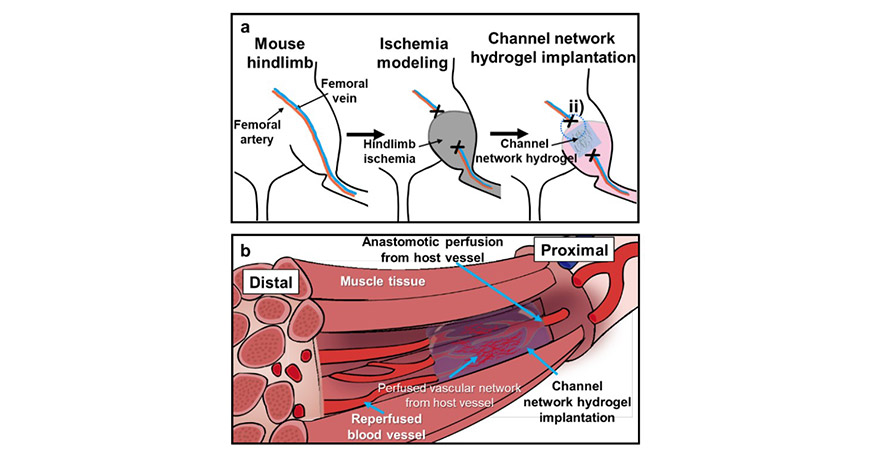 a
Mouse
hindlimb
Femoral
vein
Femoral
artery
Ischemia
modeling
Hindlimb
ischemia
Channel network
hydrogel implantation
ii)
Channel
network hydrogel
b
Anastomotic perfusion
from host vessel
Proximal
Distal
Muscle tissue
Perfused vascular network
from host vessel
Channel
network hydrogel
implantation
Reperfused
blood vessel